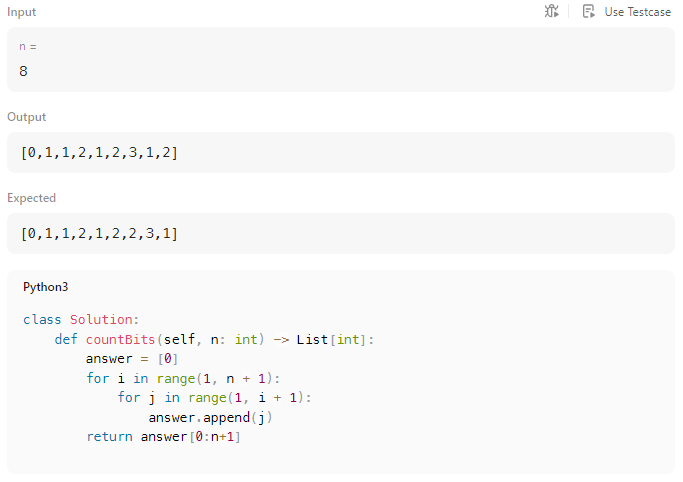 Input
Use Testcase
n =
8
Output
[0,1,1,2,1,2,3,1,2]
Expected
[0,1,1,2,1,2,2,3,1]
Python3
class Solution:
    def countBits(self, n: int) -> List[int]:
        answer = [0]
        for i in range(1, n + 1):
            for j in range(1, i + 1):
                answer.append(j)
        return answer[0:n+1]